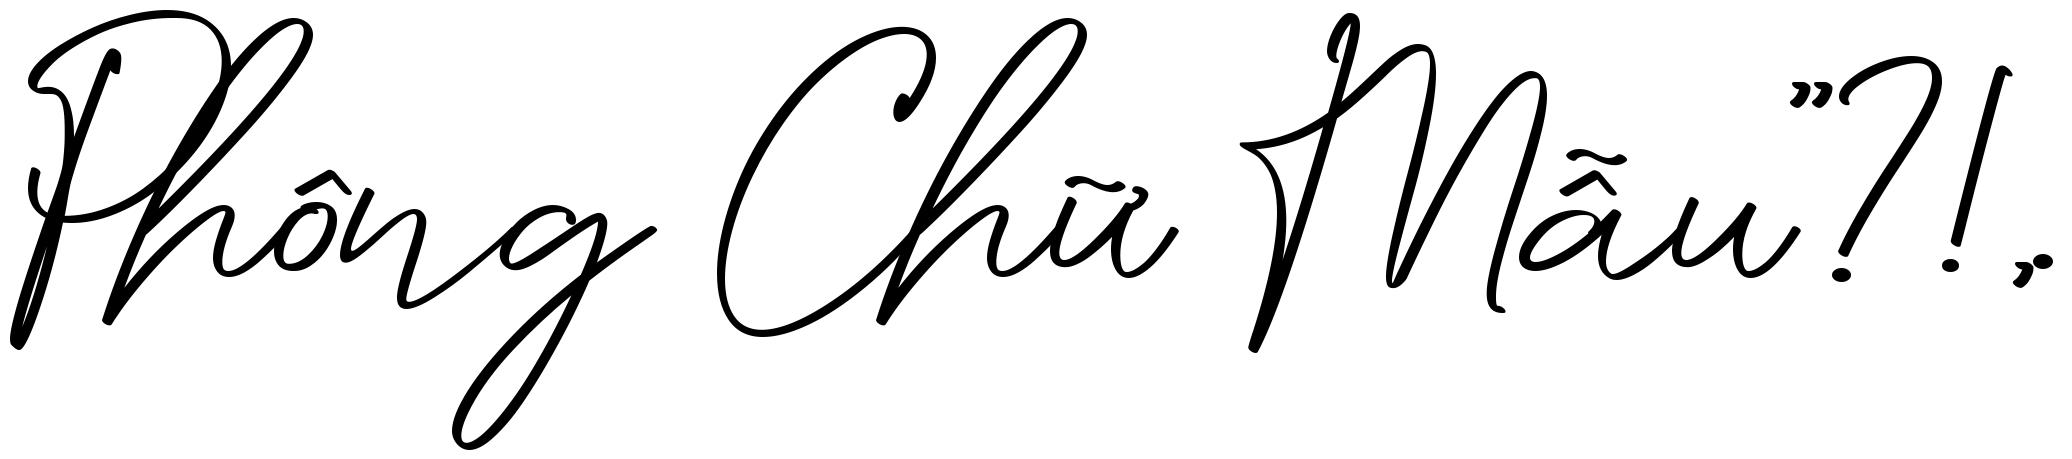 Phông Chữ Mẫu”?!,.